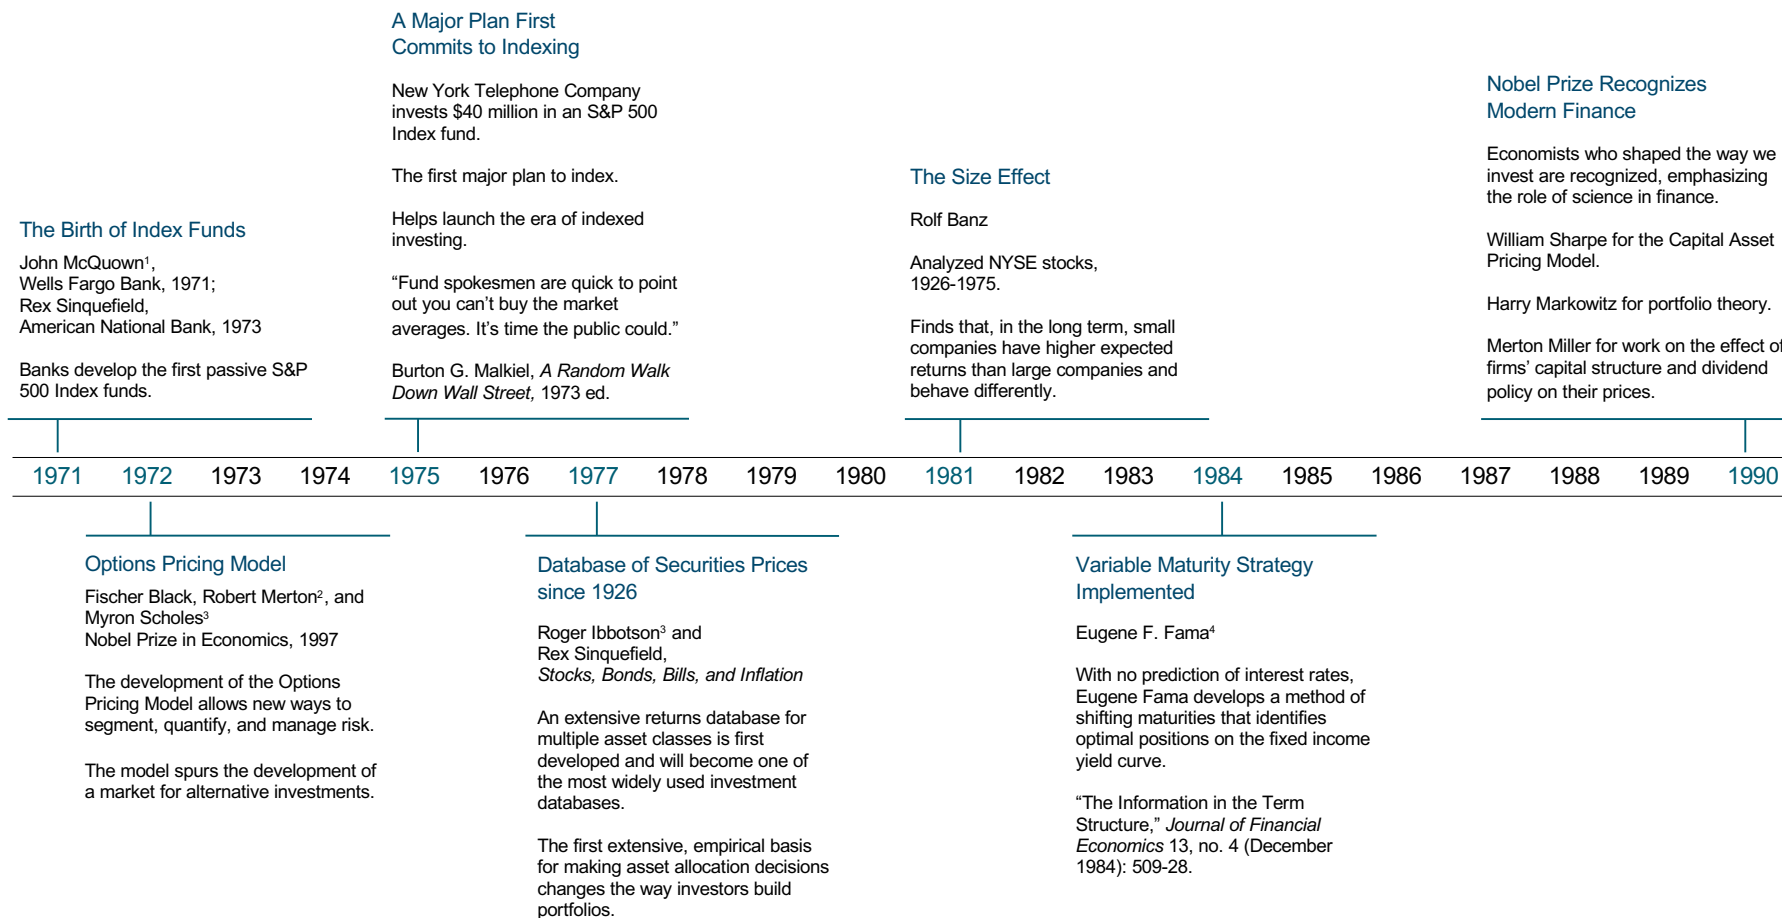 A Major Plan First
Commits to Indexing
New York Telephone Company
invests $40 million in an S&P 500
Index fund.
The first major plan to index.
Helps launch the era of indexed
investing.
“Fund spokesmen are quick to point
out you can’t buy the market
averages. It’s time the public could.”
Burton G. Malkiel, A Random Walk
Down Wall Street, 1973 ed.
Nobel Prize Recognizes
Modern Finance
Economists who shaped the way we
invest are recognized, emphasizing
the role of science in finance.
William Sharpe for the Capital Asset
Pricing Model.
Harry Markowitz for portfolio theory.
Merton Miller for work on the effect of
firms’ capital structure and dividend
policy on their prices.
The Size Effect
Rolf Banz
Analyzed NYSE stocks,
1926-1975.
Finds that, in the long term, small
companies have higher expected
returns than large companies and
behave differently.
The Birth of Index Funds
John McQuown¹,
Wells Fargo Bank, 1971;
Rex Sinquefield,
American National Bank, 1973
Banks develop the first passive S&P
500 Index funds.
1971 1972 1973 1974 1975 1976 1977 1978 1979 1980 1981 1982 1983 1984 1985 1986 1987 1988 1989 1990
Options Pricing Model
Fischer Black, Robert Merton², and
Myron Scholes³
Nobel Prize in Economics, 1997
The development of the Options
Pricing Model allows new ways to
segment, quantify, and manage risk.
The model spurs the development of
a market for alternative investments.
Database of Securities Prices
since 1926
Roger Ibbotson³ and
Rex Sinquefield,
Stocks, Bonds, Bills, and Inflation
An extensive returns database for
multiple asset classes is first
developed and will become one of
the most widely used investment
databases.
The first extensive, empirical basis
for making asset allocation decisions
changes the way investors build
portfolios.
Variable Maturity Strategy
Implemented
Eugene F. Fama⁴
With no prediction of interest rates,
Eugene Fama develops a method of
shifting maturities that identifies
optimal positions on the fixed income
yield curve.
“The Information in the Term
Structure,” Journal of Financial
Economics 13, no. 4 (December
1984): 509-28.